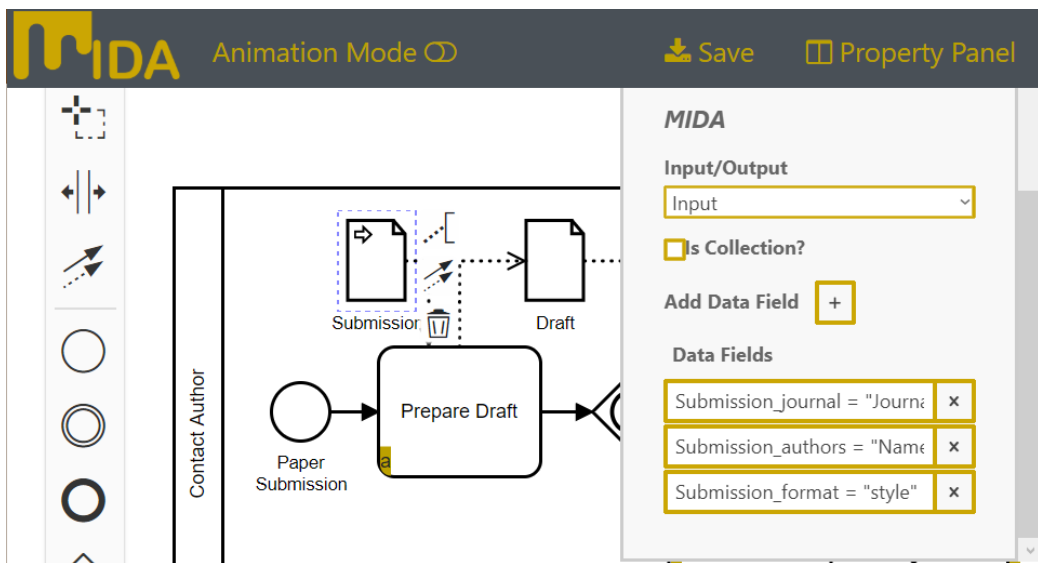 MIDA
Animation Mode
Save
Property Panel
MIDA
Input/Output
Input
Is Collection?
Add Data Field +
Data Fields
Submission_journal = "Journa
x
Submission_authors = "Name
x
Submission_format = "style"
x
Contact Author
Submission
Draft
Prepare Draft
a
Paper
Submission